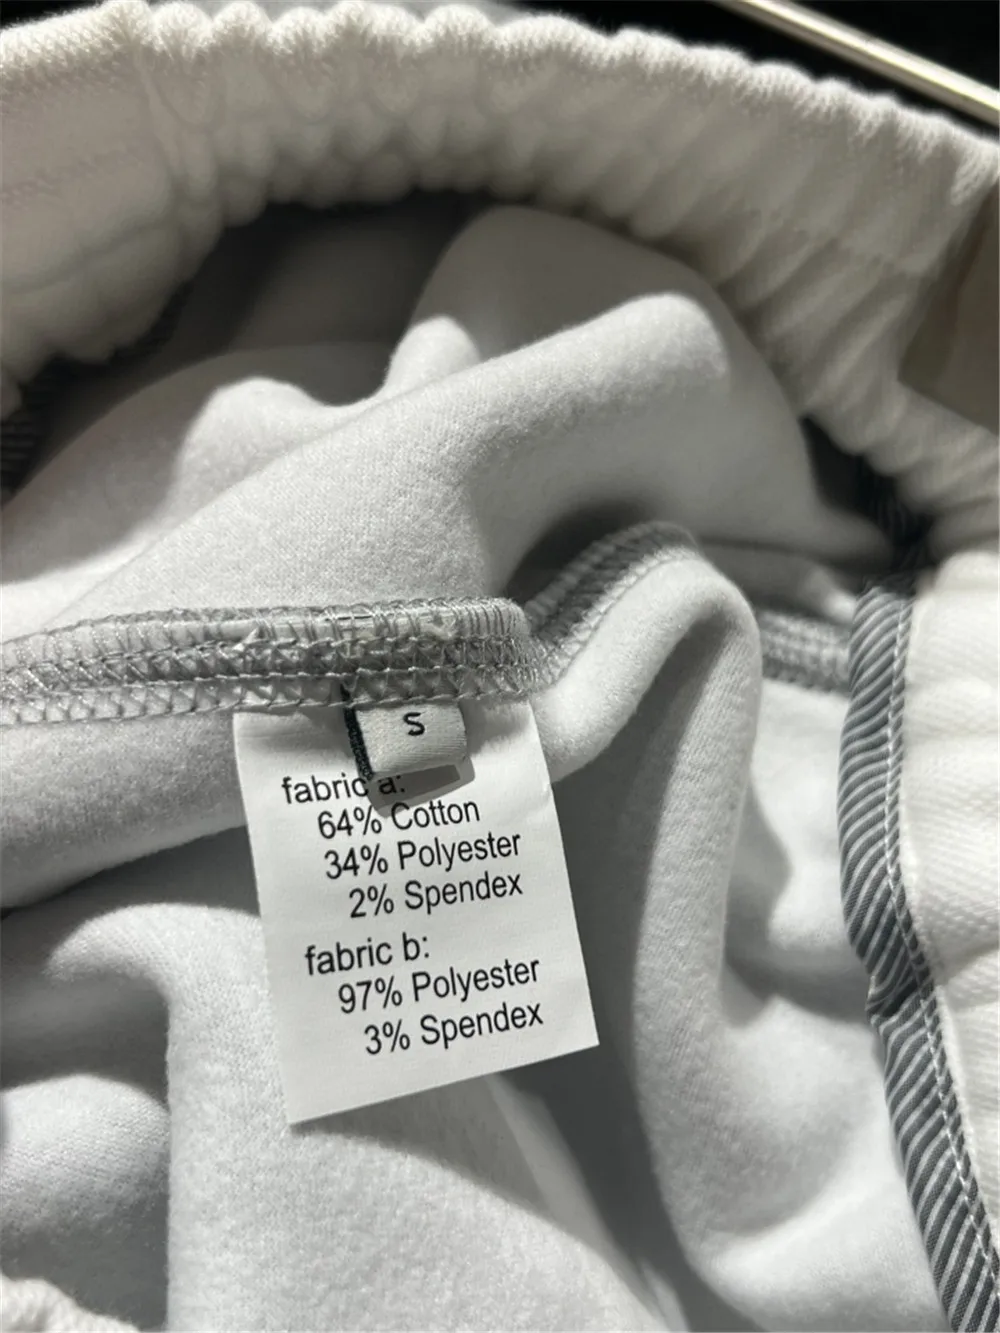 S
fabric a:
64% Cotton
34% Polyester
2% Spendex
fabric b:
97% Polyester
3% Spendex